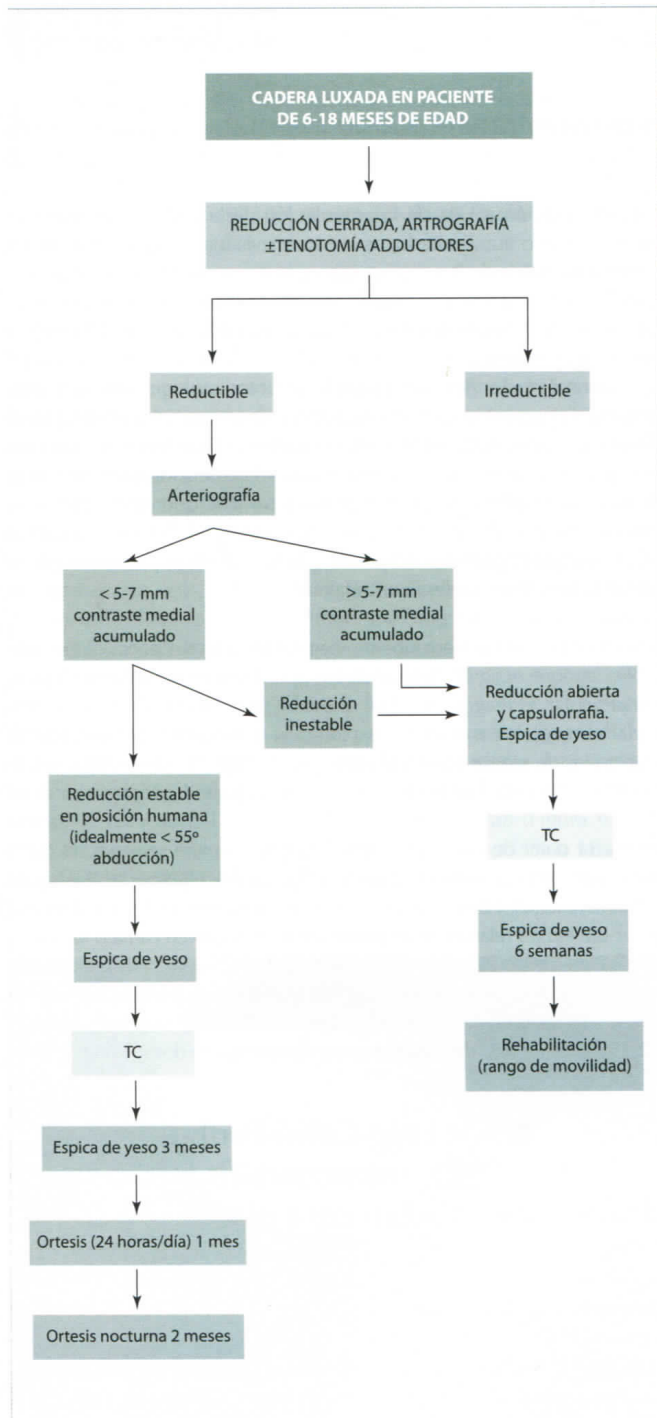 CADERA LUXADA EN PACIENTE
DE 6-18 MESES DE EDAD
REDUCCIÓN CERRADA, ARTROGRAFÍA
±TENOTOMÍA ADDUCTORES
Reductible
Irreductible
Arteriografía
< 5-7 mm
contraste medial
acumulado
> 5-7 mm
contraste medial
acumulado
Reducción
inestable
Reducción abierta
y capsulorrafia.
Espica de yeso
Reducción estable
en posición humana
(idealmente < 55º
abducción)
TC
Espica de yeso
6 semanas
Espica de yeso
Rehabilitación
(rango de movilidad)
TC
Espica de yeso 3 meses
Ortesis (24 horas/día) 1 mes
Ortesis nocturna 2 meses